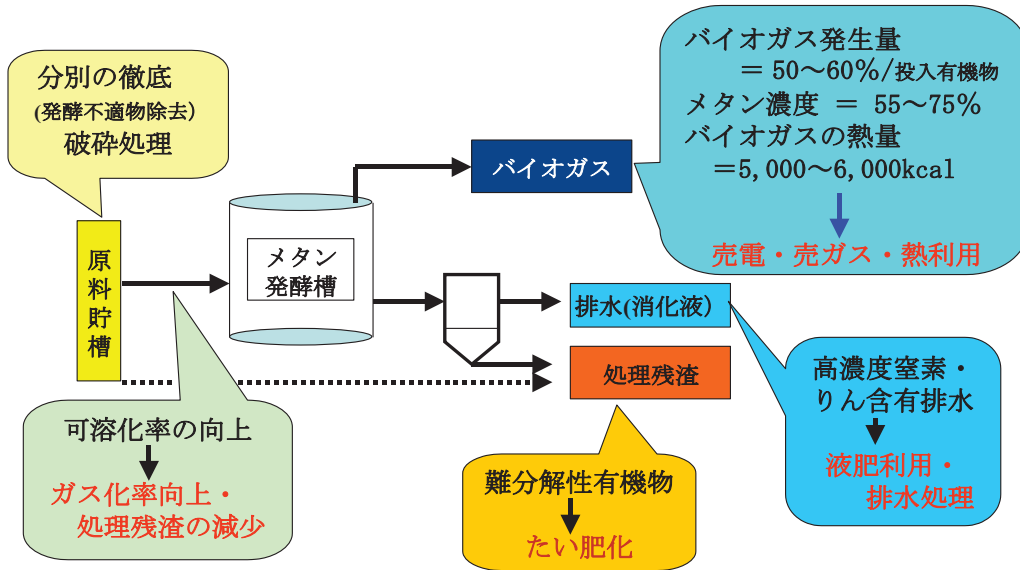 分別の徹底
(発酵不適物除去)
破砕処理
バイオガス発生量
＝50〜60％/投入有機物
メタン濃度 ＝ 55〜75％
バイオガスの熱量
＝5,000〜6,000kcal
売電・売ガス・熱利用
バイオガス
原料貯槽
メタン
発酵槽
排水(消化液)
処理残渣
高濃度窒素・
りん含有排水
液肥利用・
排水処理
可溶化率の向上
ガス化率向上・
処理残渣の減少
難分解性有機物
たい肥化